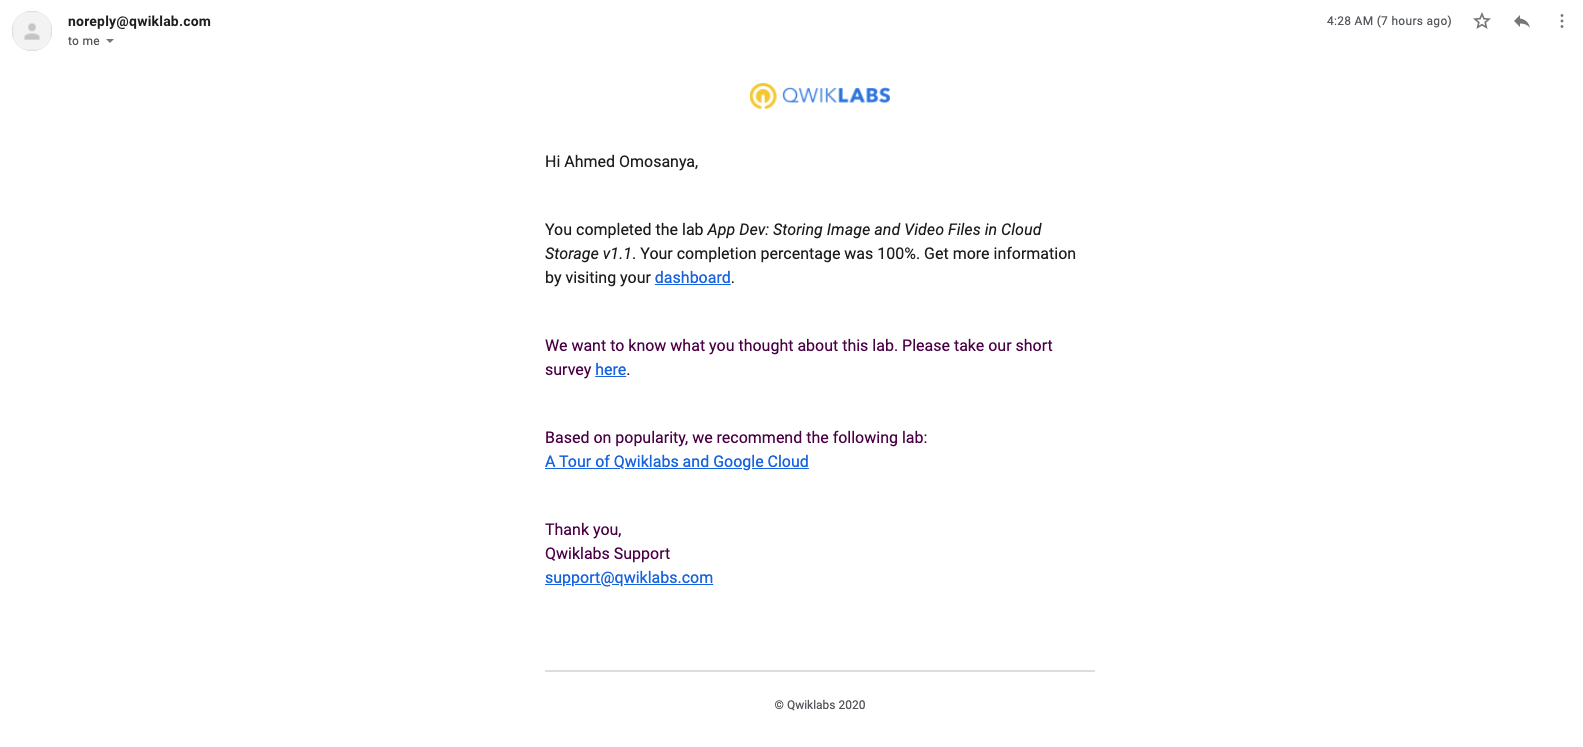 noreply@qwiklab.com
4:28 AM (7 hours ago)
to me
QWIKLABS
Hi Ahmed Omosanya,
You completed the lab App Dev: Storing Image and Video Files in Cloud
Storage v1.1. Your completion percentage was 100%. Get more information
by visiting your dashboard.
We want to know what you thought about this lab. Please take our short
survey here.
Based on popularity, we recommend the following lab:
A Tour of Qwiklabs and Google Cloud
Thank you,
Qwiklabs Support
support@qwiklabs.com
© Qwiklabs 2020